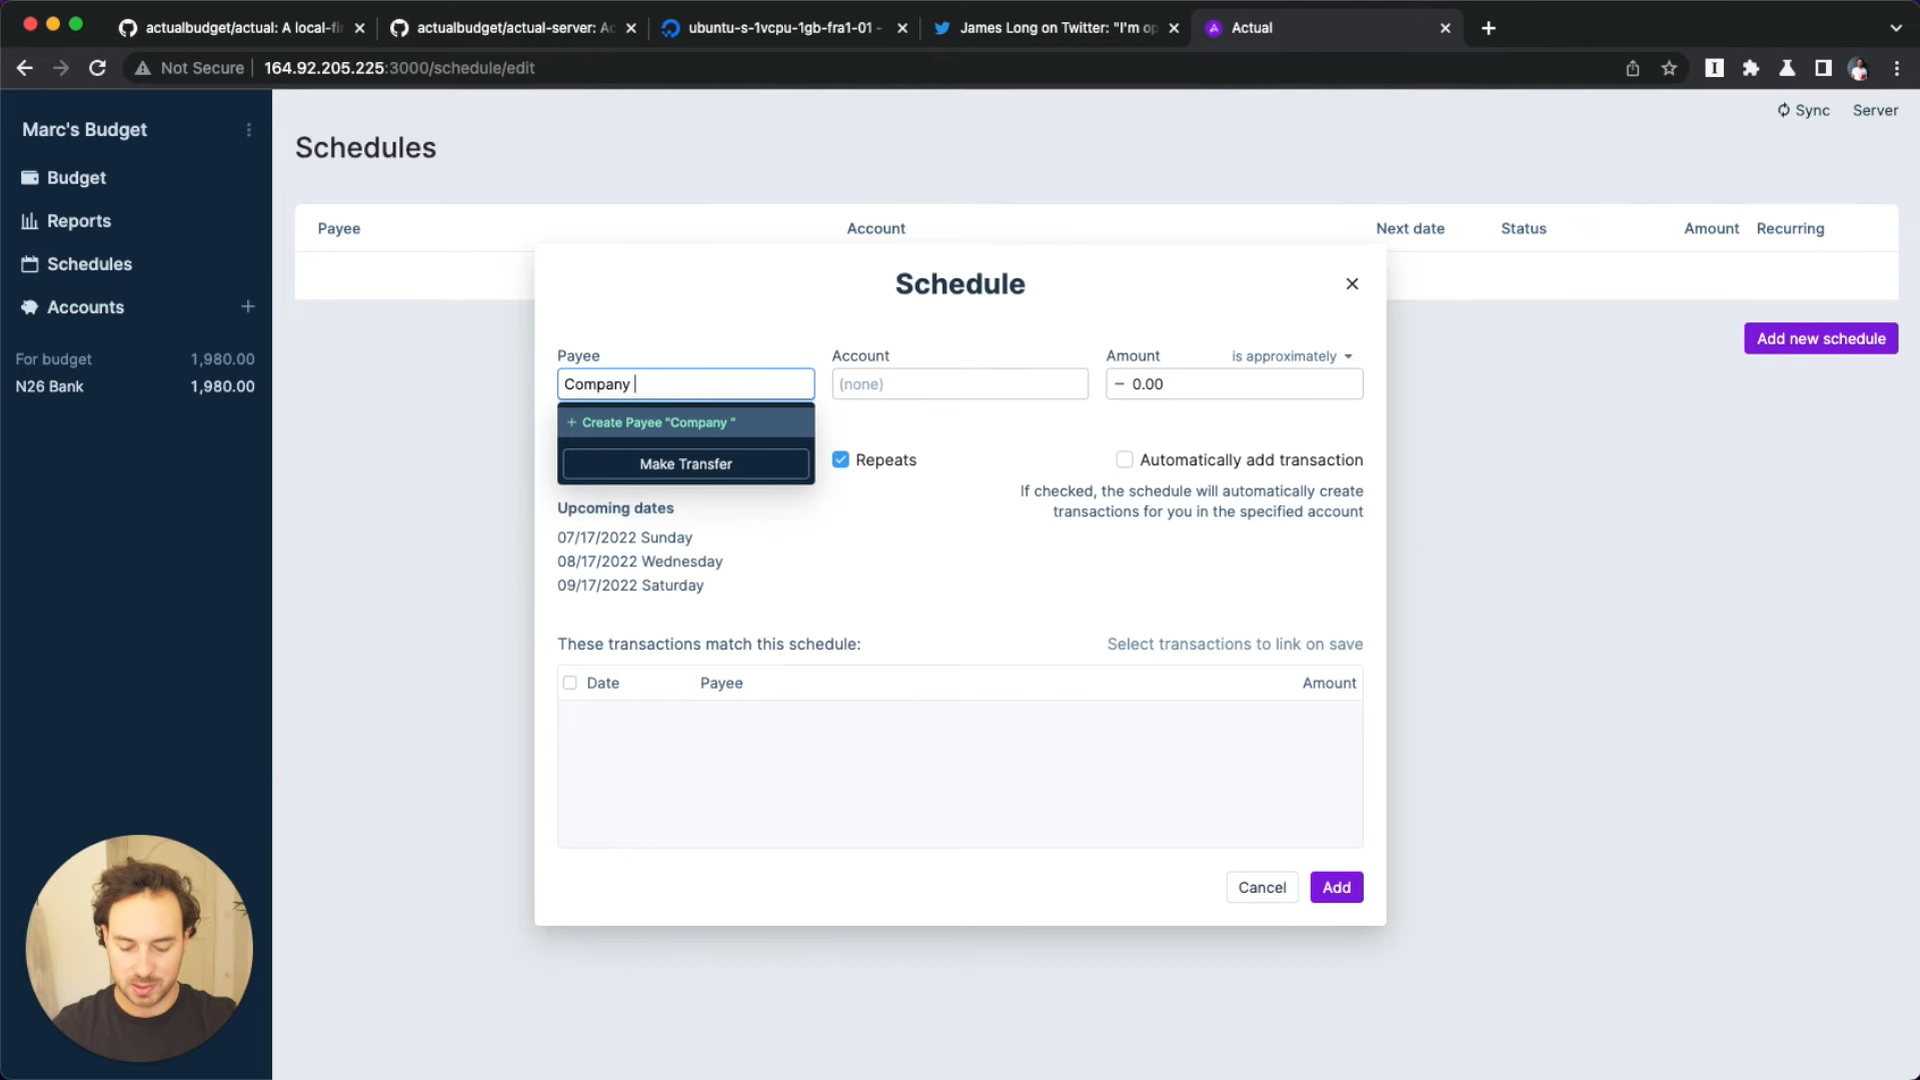 actualbudget/actual: A local-fi
actualbudget/actual-server: Ac
ubuntu-s-1vcpu-1gb-fra1-01 -
James Long on Twitter: "I'm op
Actual
Not Secure
164.92.205.225:3000/schedule/edit
Marc's Budget
Budget
Reports
Schedules
Accounts
For budget 1,980.00
N26 Bank 1,980.00
Sync Server
Schedules
Payee Account Next date Status Amount Recurring
Add new schedule
Schedule
Payee Account Amount is approximately
Company (none) − 0.00
+ Create Payee "Company "
Make Transfer
Repeats Automatically add transaction
If checked, the schedule will automatically create
transactions for you in the specified account
Upcoming dates
07/17/2022 Sunday
08/17/2022 Wednesday
09/17/2022 Saturday
These transactions match this schedule: Select transactions to link on save
Date Payee Amount
Cancel Add